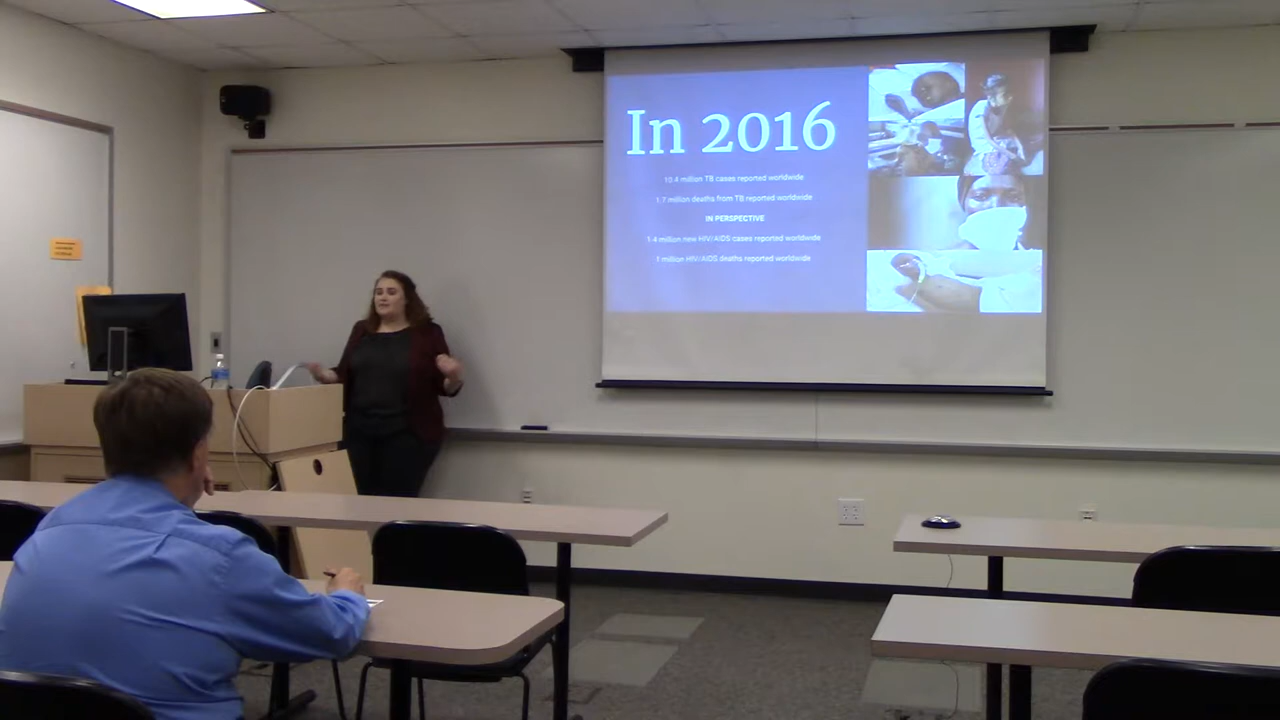 In 2016
10.4 million TB cases reported worldwide
1.7 million deaths from TB reported worldwide
IN PERSPECTIVE
1.4 million new HIV/AIDS cases reported worldwide
1 million HIV/AIDS deaths reported worldwide